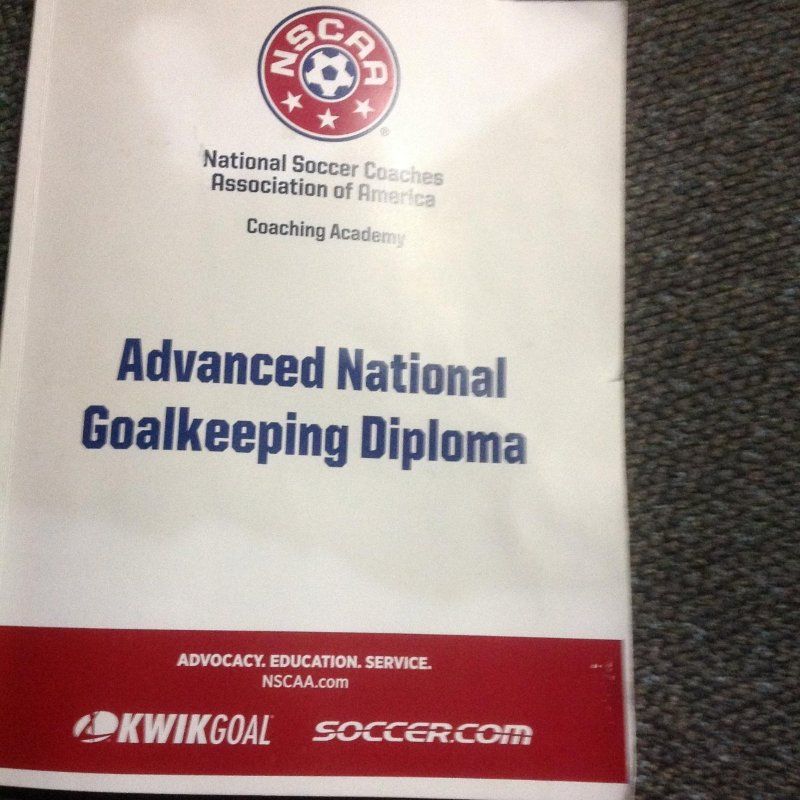 NSCAA
®
National Soccer Coaches
Association of America
Coaching Academy
Advanced National
Goalkeeping Diploma
ADVOCACY. EDUCATION. SERVICE.
NSCAA.com
KWIKGOAL
SOCCER.COM